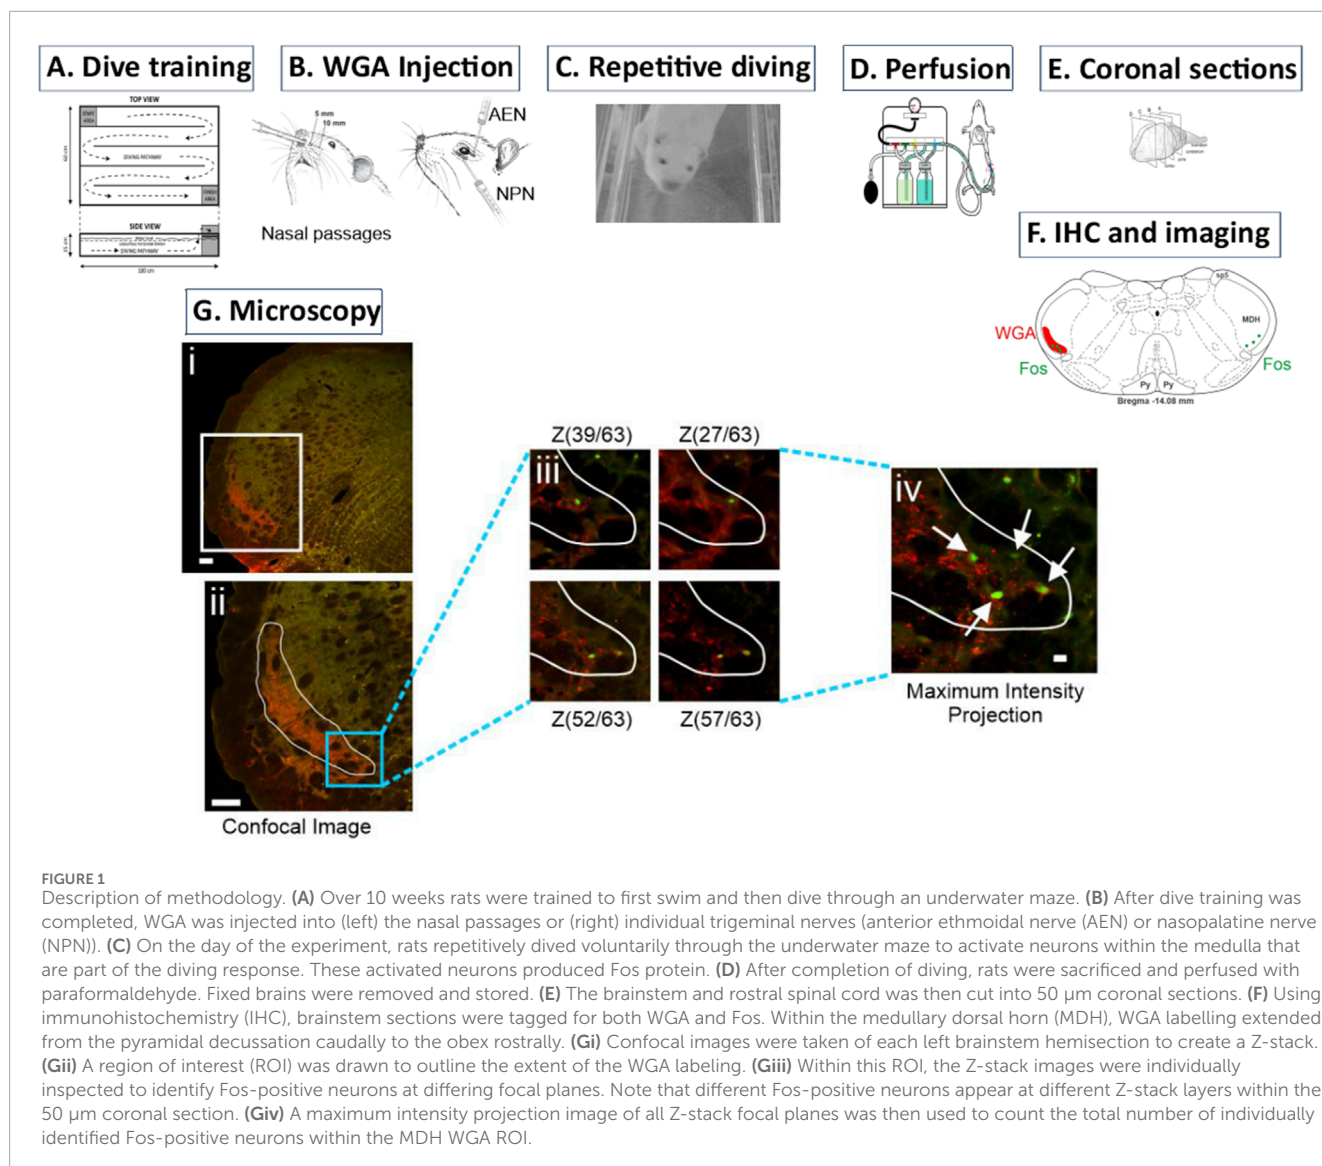 A. Dive training
B. WGA Injection
C. Repetitive diving
D. Perfusion
E. Coronal sections
TOP VIEW
START
AREA
60 cm
DIVING PATHWAY
FINISH
AREA
SIDE VIEW
15 cm
DIVING PATHWAY
100 cm
5 mm
10 mm
Nasal passages
AEN
NPN
D C B A
F. IHC and imaging
sp5
MDH
WGA
Fos
Fos
Py Py
Bregma -14.08 mm
G. Microscopy
i
ii
Confocal Image
Z(39/63) Z(27/63)
iii
Z(52/63) Z(57/63)
iv
Maximum Intensity
Projection
FIGURE 1
Description of methodology. (A) Over 10 weeks rats were trained to first swim and then dive through an underwater maze. (B) After dive training was
completed, WGA was injected into (left) the nasal passages or (right) individual trigeminal nerves (anterior ethmoidal nerve (AEN) or nasopalatine nerve
(NPN)). (C) On the day of the experiment, rats repetitively dived voluntarily through the underwater maze to activate neurons within the medulla that
are part of the diving response. These activated neurons produced Fos protein. (D) After completion of diving, rats were sacrificed and perfused with
paraformaldehyde. Fixed brains were removed and stored. (E) The brainstem and rostral spinal cord was then cut into 50 µm coronal sections. (F) Using
immunohistochemistry (IHC), brainstem sections were tagged for both WGA and Fos. Within the medullary dorsal horn (MDH), WGA labelling extended
from the pyramidal decussation caudally to the obex rostrally. (Gi) Confocal images were taken of each left brainstem hemisection to create a Z-stack.
(Gii) A region of interest (ROI) was drawn to outline the extent of the WGA labeling. (Giii) Within this ROI, the Z-stack images were individually
inspected to identify Fos-positive neurons at differing focal planes. Note that different Fos-positive neurons appear at different Z-stack layers within the
50 µm coronal section. (Giv) A maximum intensity projection image of all Z-stack focal planes was then used to count the total number of individually
identified Fos-positive neurons within the MDH WGA ROI.